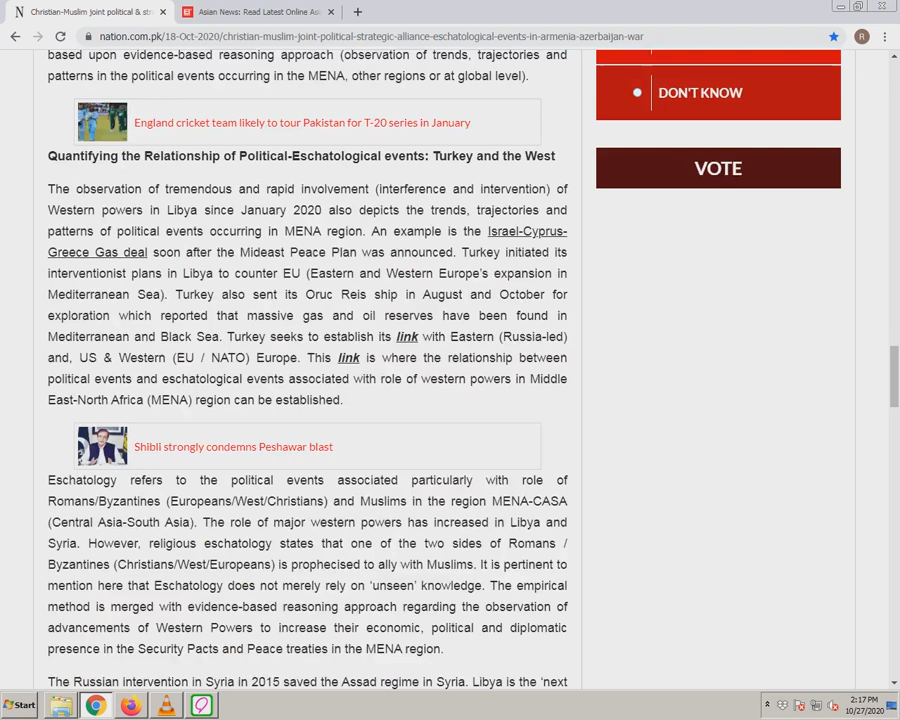 Christian-Muslim joint political & str
Asian News: Read Latest Online Asi
nation.com.pk/18-Oct-2020/christian-muslim-joint-political-strategic-alliance-eschatological-events-in-armenia-azerbaijan-war
based upon evidence-based reasoning approach (observation of trends, trajectories and
patterns in the political events occurring in the MENA, other regions or at global level).
England cricket team likely to tour Pakistan for T-20 series in January
Quantifying the Relationship of Political-Eschatological events: Turkey and the West
The observation of tremendous and rapid involvement (interference and intervention) of
Western powers in Libya since January 2020 also depicts the trends, trajectories and
patterns of political events occurring in MENA region. An example is the Israel-Cyprus-
Greece Gas deal soon after the Mideast Peace Plan was announced. Turkey initiated its
interventionist plans in Libya to counter EU (Eastern and Western Europe's expansion in
Mediterranean Sea). Turkey also sent its Oruc Reis ship in August and October for
exploration which reported that massive gas and oil reserves have been found in
Mediterranean and Black Sea. Turkey seeks to establish its link with Eastern (Russia-led)
and, US & Western (EU / NATO) Europe. This link is where the relationship between
political events and eschatological events associated with role of western powers in Middle
East-North Africa (MENA) region can be established.
Shibli strongly condemns Peshawar blast
Eschatology refers to the political events associated particularly with role of
Romans/Byzantines (Europeans/West/Christians) and Muslims in the region MENA-CASA
(Central Asia-South Asia). The role of major western powers has increased in Libya and
Syria. However, religious eschatology states that one of the two sides of Romans /
Byzantines (Christians/West/Europeans) is prophecised to ally with Muslims. It is pertinent to
mention here that Eschatology does not merely rely on 'unseen' knowledge. The empirical
method is merged with evidence-based reasoning approach regarding the observation of
advancements of Western Powers to increase their economic, political and diplomatic
presence in the Security Pacts and Peace treaties in the MENA region.
The Russian intervention in Syria in 2015 saved the Assad regime in Syria. Libya is the 'next
DON'T KNOW
VOTE
Start
2:17 PM
10/27/2020